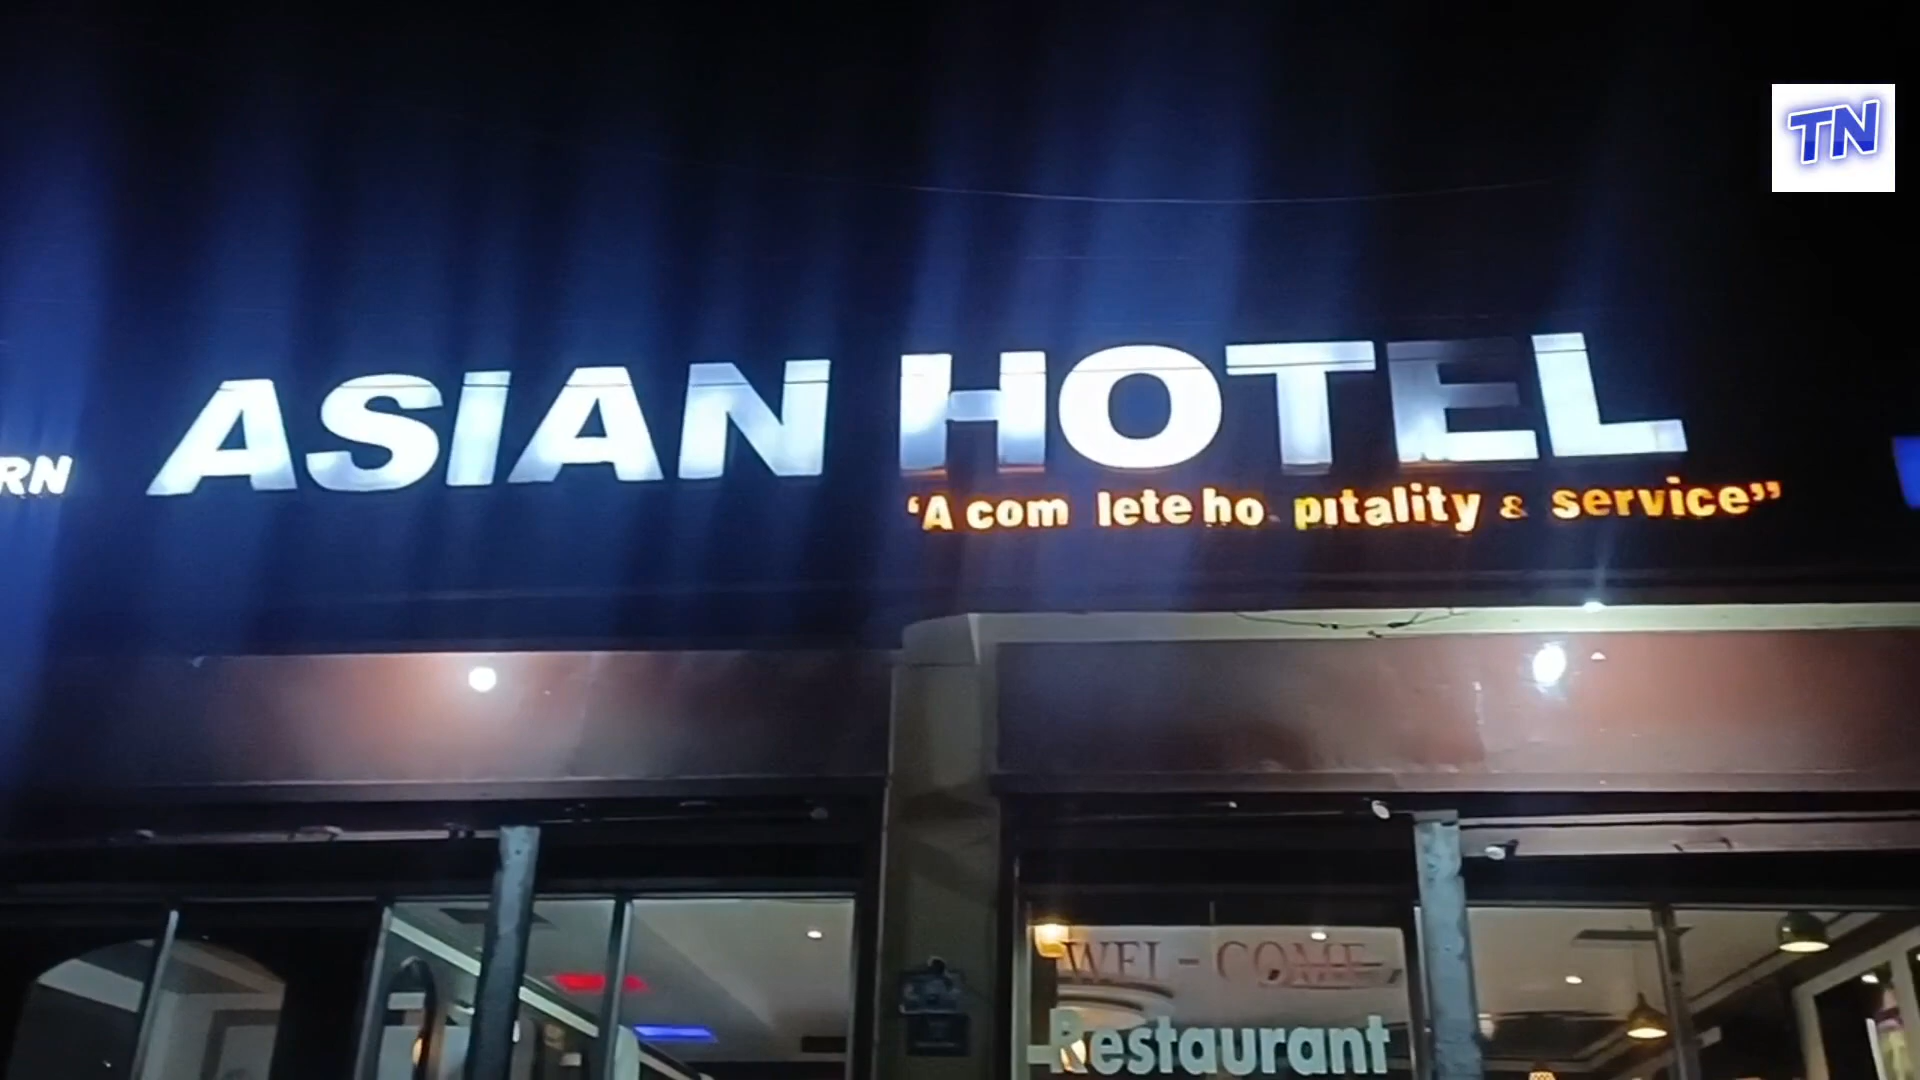 TN
ASIAN HOTEL
RN
‘A com lete ho pitality & service”
WEL-COME
Restaurant